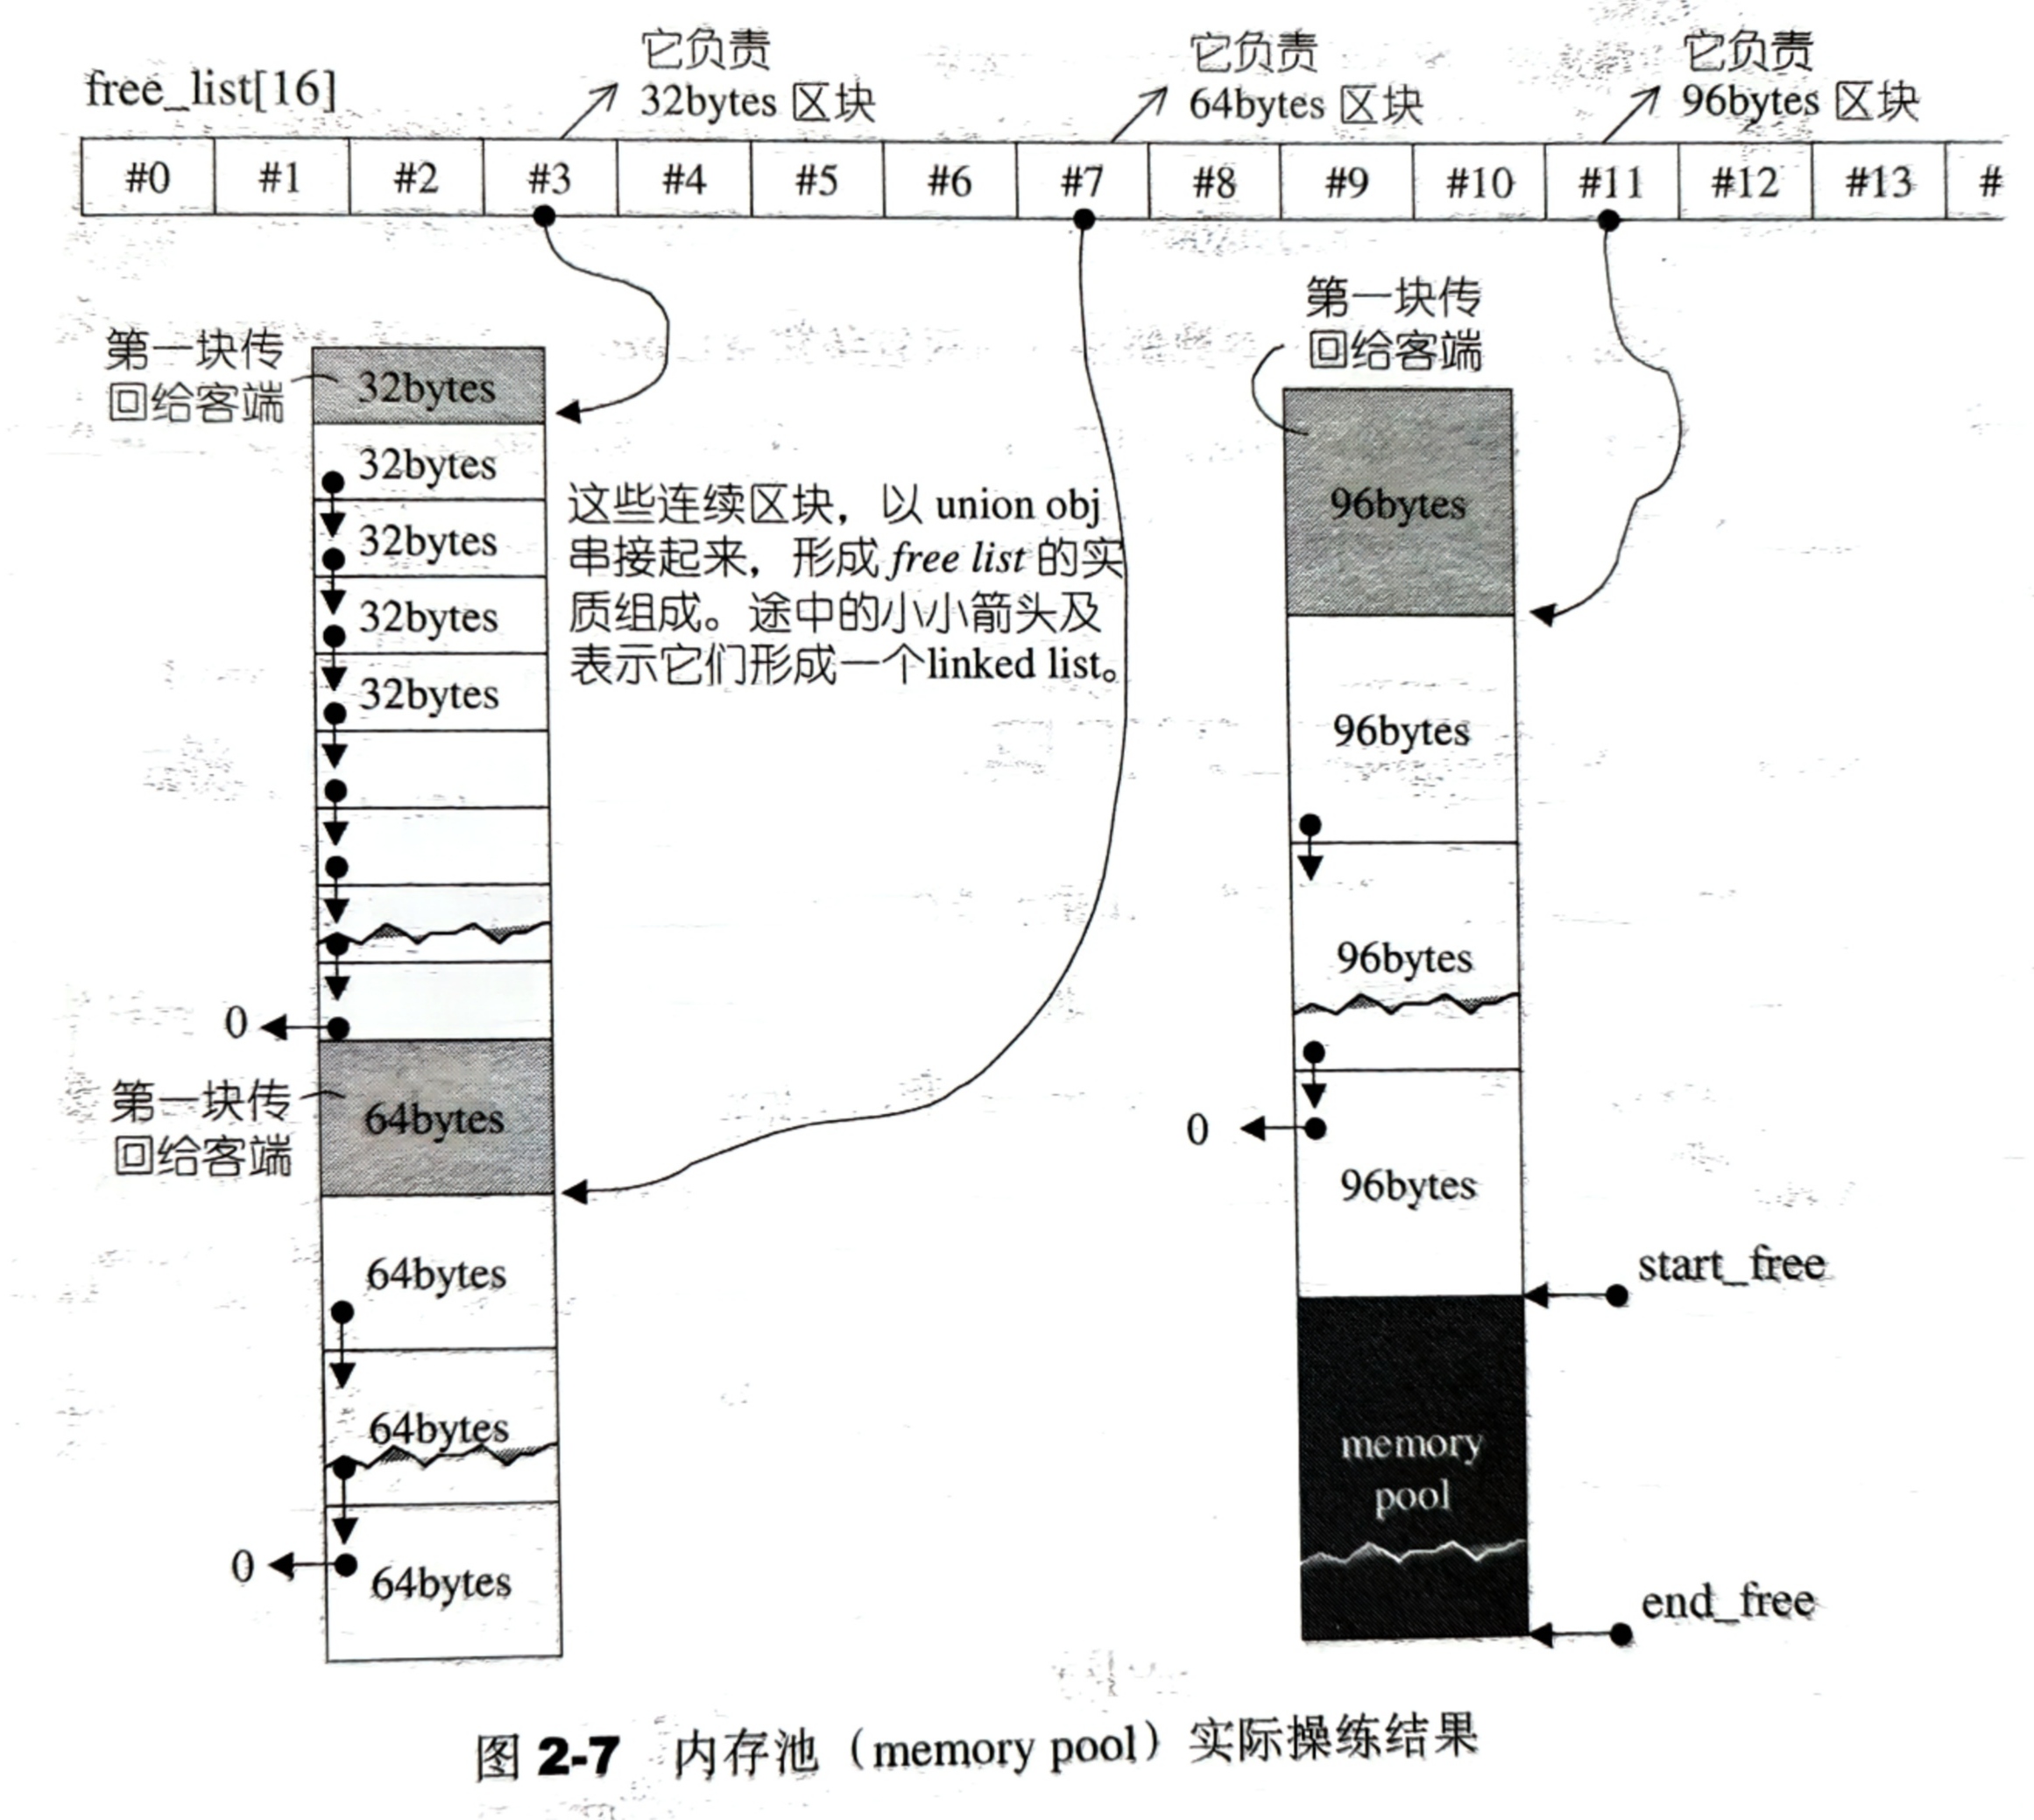 free_list[16]
它负责
32bytes 区块
它负责
64bytes 区块
它负责
96bytes 区块
#0 #1 #2 #3 #4 #5 #6 #7 #8 #9 #10 #11 #12 #13 #
第一块传
回给客端
32bytes
32bytes
32bytes
32bytes
32bytes
这些连续区块，以 union obj
串接起来，形成 free list 的实
质组成。途中的小小箭头及
表示它们形成一个linked list。
0
第一块传
回给客端
64bytes
64bytes
64bytes
0
64bytes
第一块传
回给客端
96bytes
96bytes
96bytes
0
96bytes
start_free
memory
pool
end_free
图 2-7 内存池（memory pool）实际操练结果